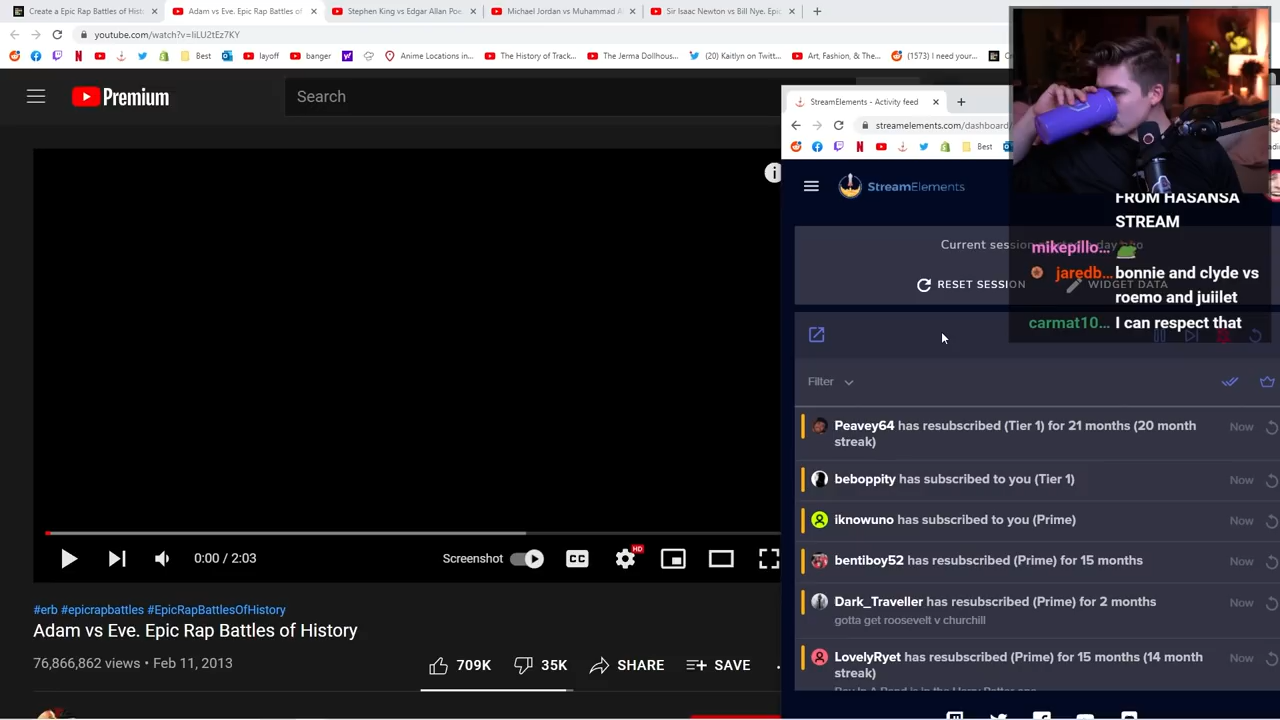 Create a Epic Rap Battles of Histor
Adam vs Eve. Epic Rap Battles of
Stephen King vs Edgar Allan Poe
Michael Jordan vs Muhammad A
Sir Isaac Newton vs Bill Nye. Epic
youtube.com/watch?v=IiLU2tEz7KY
Best
layoff
banger
Anime Locations in...
The History of Track...
The Jerma Dollhous...
(20) Kaitlyn on Twitt...
Art, Fashion, & The...
(1573) I need your...
Premium
Search
StreamElements - Activity feed
streamelements.com/dashboard/
Best
StreamElements
RESET SESSION
WIDGET DATA
FROM HASANSA
STREAM
mikepillo...
jaredb... bonnie and clyde vs
roemo and juiilet
carmat10... I can respect that
Filter
Peavey64 has resubscribed (Tier 1) for 21 months (20 month
streak)
Now
beboppity has subscribed to you (Tier 1)
Now
iknowuno has subscribed to you (Prime)
Now
bentiboy52 has resubscribed (Prime) for 15 months
Now
Dark_Traveller has resubscribed (Prime) for 2 months
gotta get roosevelt v churchill
Now
LovelyRyet has resubscribed (Prime) for 15 months (14 month
streak)
Now
0:00 / 2:03
Screenshot
CC
HD
#erb #epicrapbattles #EpicRapBattlesOfHistory
Adam vs Eve. Epic Rap Battles of History
76,866,862 views • Feb 11, 2013
709K
35K
SHARE
SAVE